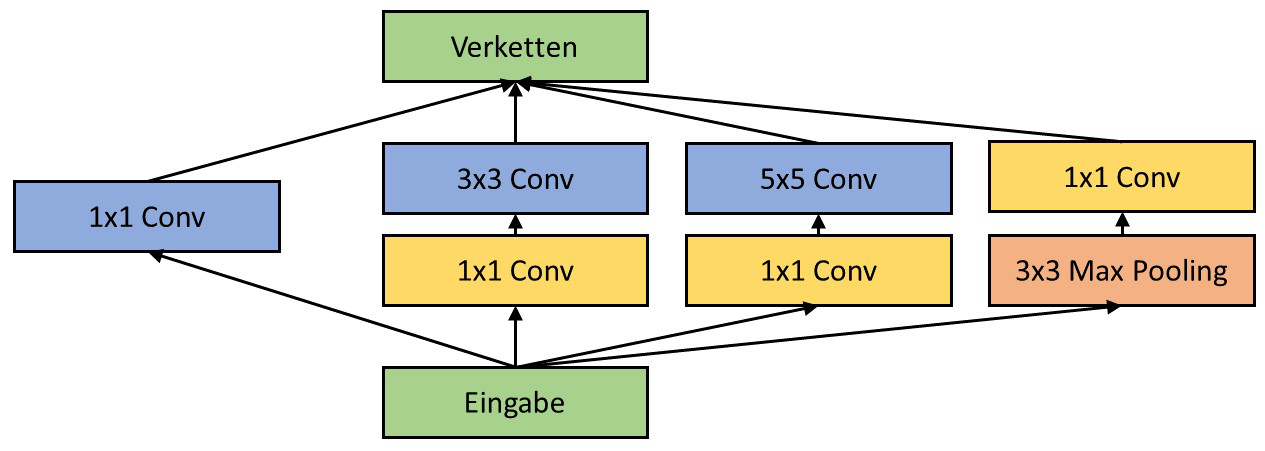 Verketten
3x3 Conv
5x5 Conv
1x1 Conv
1x1 Conv
1x1 Conv
1x1 Conv
3x3 Max Pooling
Eingabe